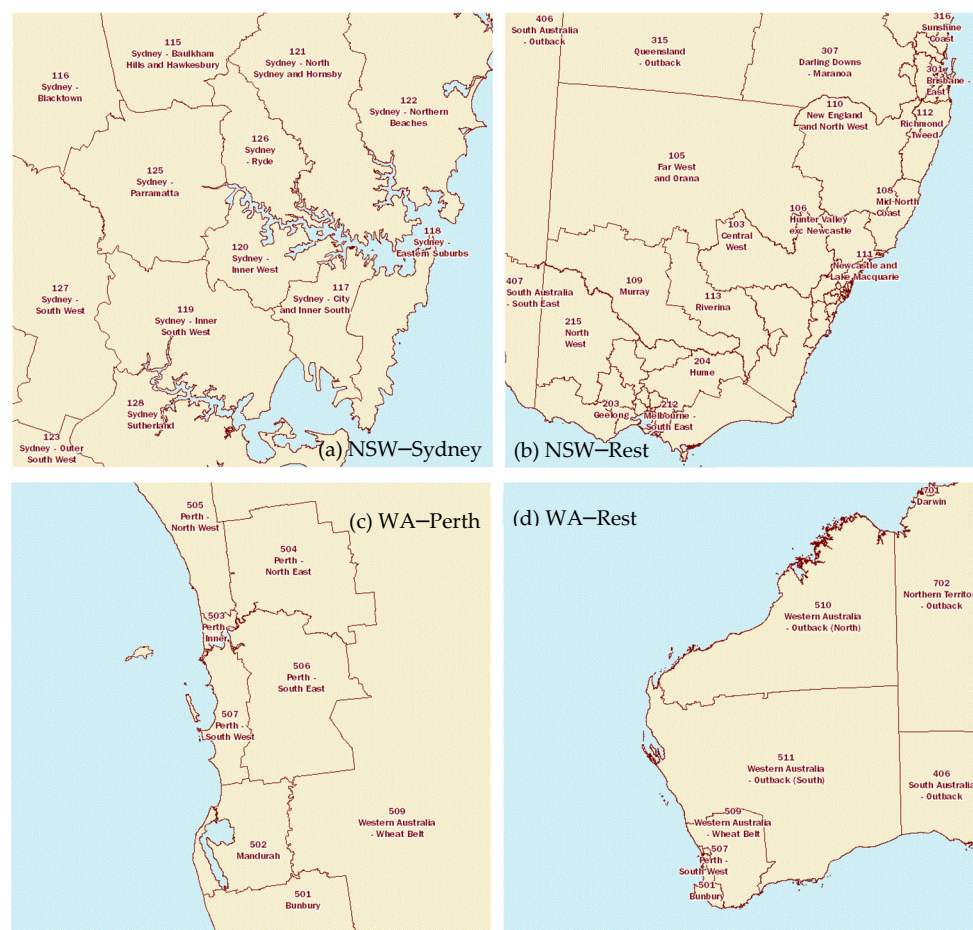 115
Sydney - Baulkham
Hills and Hawkesbury
121
Sydney - North
Sydney and Hornsby
116
Sydney -
Blacktown
122
Sydney - Northern
Beaches
126
Sydney
- Ryde
125
Sydney -
Parramatta
118
Sydney -
Eastern Suburbs
120
Sydney -
Inner West
127
Sydney -
South West
117
Sydney - City
and Inner South
119
Sydney - Inner
South West
128
Sydney -
Sutherland
123
Sydney - Outer
South West
(a) NSW–Sydney
406
South Australia
- Outback
315
Queensland
- Outback
307
Darling Downs
- Maranoa
316
Sunshine
Coast
301
Brisbane -
East
110
New England
and North West
112
Richmond
Tweed
105
Far West
and Orana
108
Mid-North
Coast
106
Hunter Valley
exc Newcastle
103
Central
West
111
Newcastle and
Lake Macquarie
407
South Australia
- South East
109
Murray
113
Riverina
215
North
West
204
Hume
203
Geelong
212
Melbourne -
South East
(b) NSW–Rest
505
Perth -
North West
(c) WA–Perth
504
Perth -
North East
503
Perth -
Inner
506
Perth -
South East
507
Perth -
South West
509
Western Australia
- Wheat Belt
502
Mandurah
501
Bunbury
(d) WA–Rest
701
Darwin
702
Northern Territo
- Outback
510
Western Australia
- Outback (North)
511
Western Australia
- Outback (South)
406
South Australia
- Outback
509
Western Australia
- Wheat Belt
507
Perth -
South West
501
Bunbury